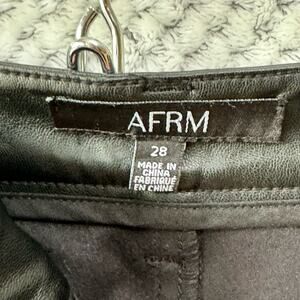 AFRM
28
MADE IN
CHINA
FABRIQUÉ
EN CHINE